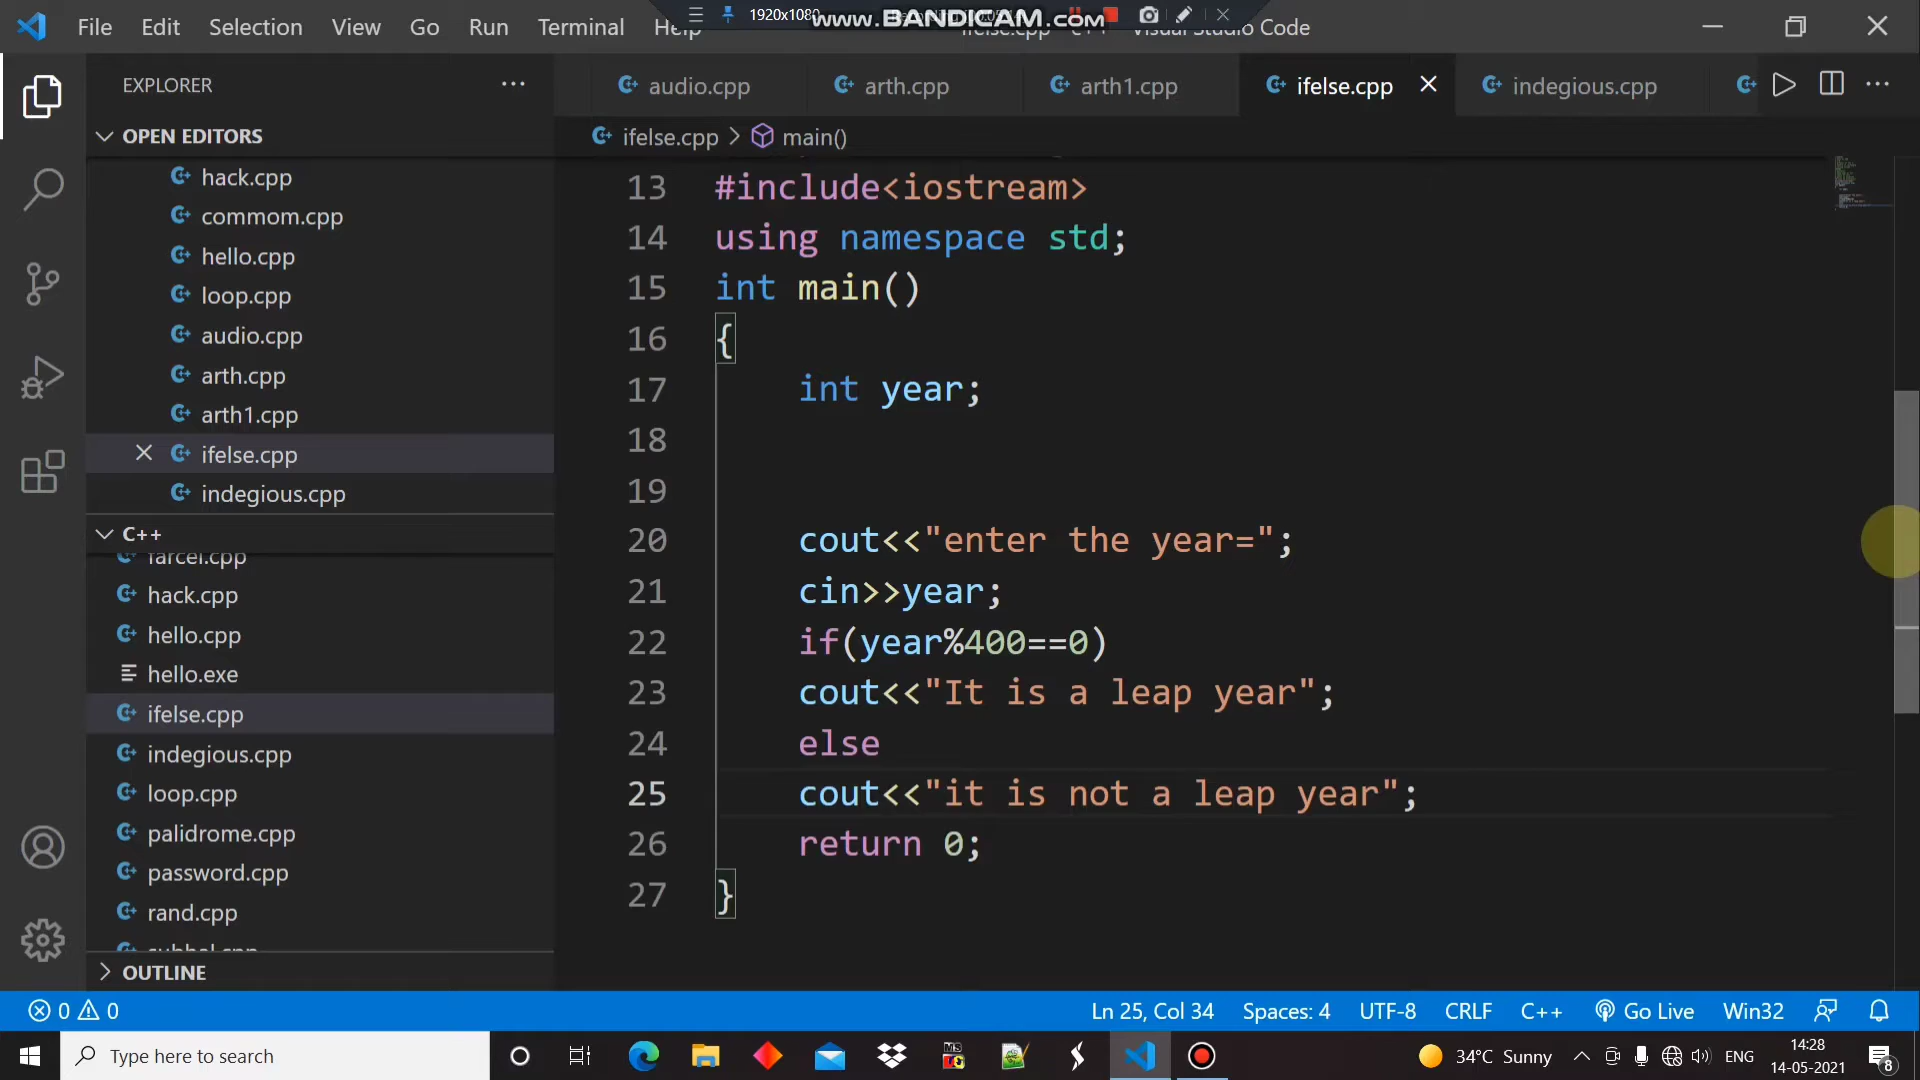 File Edit Selection View Go Run Terminal Help
1920x1080
www.BANDICAM.com
ifelse.cpp - c++ - Visual Studio Code
EXPLORER
OPEN EDITORS
hack.cpp
commom.cpp
hello.cpp
loop.cpp
audio.cpp
arth.cpp
arth1.cpp
ifelse.cpp
indegious.cpp
C++
farcel.cpp
hack.cpp
hello.cpp
hello.exe
ifelse.cpp
indegious.cpp
loop.cpp
palidrome.cpp
password.cpp
rand.cpp
OUTLINE
audio.cpp arth.cpp arth1.cpp ifelse.cpp indegious.cpp
ifelse.cpp > main()
13 #include<iostream>
14 using namespace std;
15 int main()
16 {
17 int year;
18
19
20 cout<<"enter the year=";
21 cin>>year;
22 if(year%400==0)
23 cout<<"It is a leap year";
24 else
25 cout<<"it is not a leap year";
26 return 0;
27 }
0 0 Ln 25, Col 34 Spaces: 4 UTF-8 CRLF C++ Go Live Win32
Type here to search
34°C Sunny
ENG
14:28
14-05-2021
8